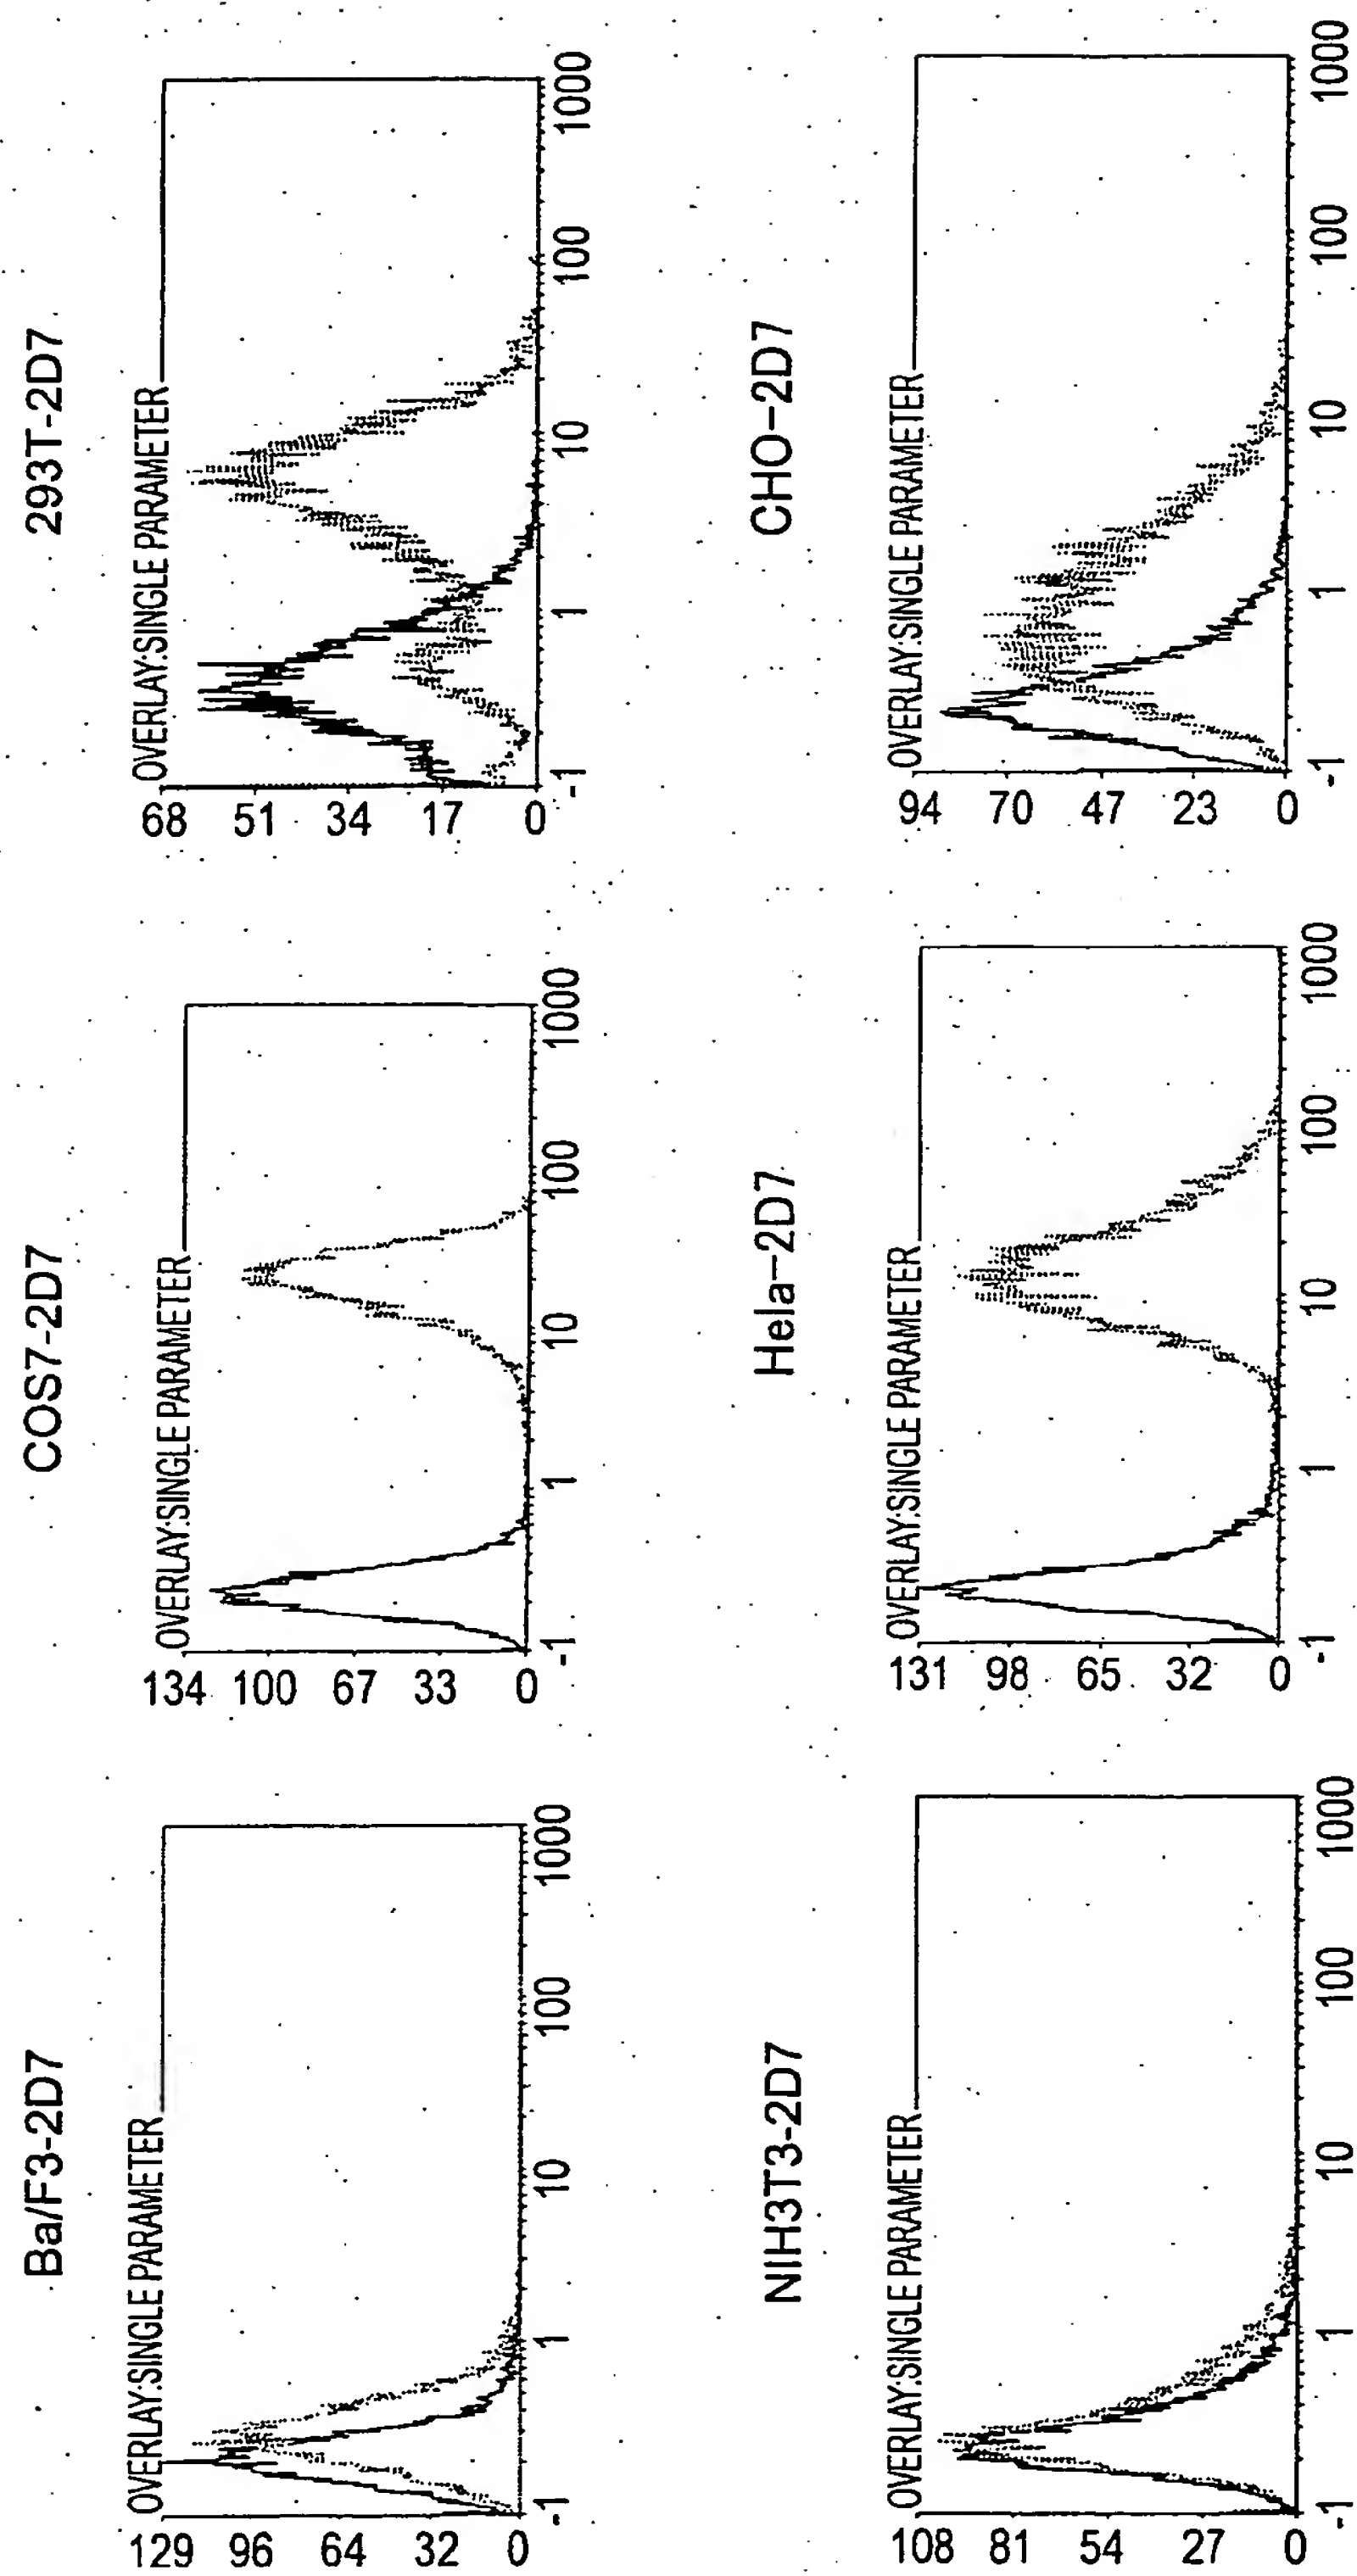 Ba/F3-2D7
OVERLAY:SINGLE PARAMETER
129 96 64 32 0
.1 1 10 100 1000
COS7-2D7
OVERLAY:SINGLE PARAMETER
134 100 67 33 0
.1 1 10 100 1000
293T-2D7
OVERLAY:SINGLE PARAMETER
68 51 34 17 0
.1 1 10 100 1000
NIH3T3-2D7
OVERLAY:SINGLE PARAMETER
108 81 54 27 0
.1 1 10 100 1000
Hela-2D7
OVERLAY:SINGLE PARAMETER
131 98 65 32 0
.1 1 10 100 1000
CHO-2D7
OVERLAY:SINGLE PARAMETER
94 70 47 23 0
.1 1 10 100 1000